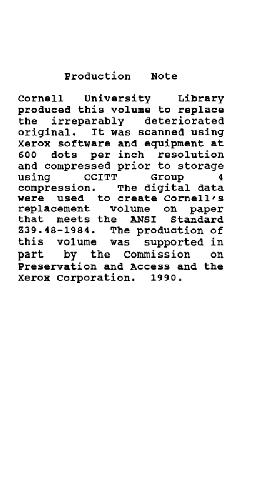 Production Note
Cornell University Library
produced this volume to replace
the irreparably deteriorated
original. It was scanned using
Xerox software and equipment at
600 dots per inch resolution
and compressed prior to storage
using CCITT Group 4
compression. The digital data
were used to create Cornell's
replacement volume on paper
that meets the ANSI Standard
Z39.48-1984. The production of
this volume was supported in
part by the Commission on
Preservation and Access and the
Xerox Corporation. 1990.